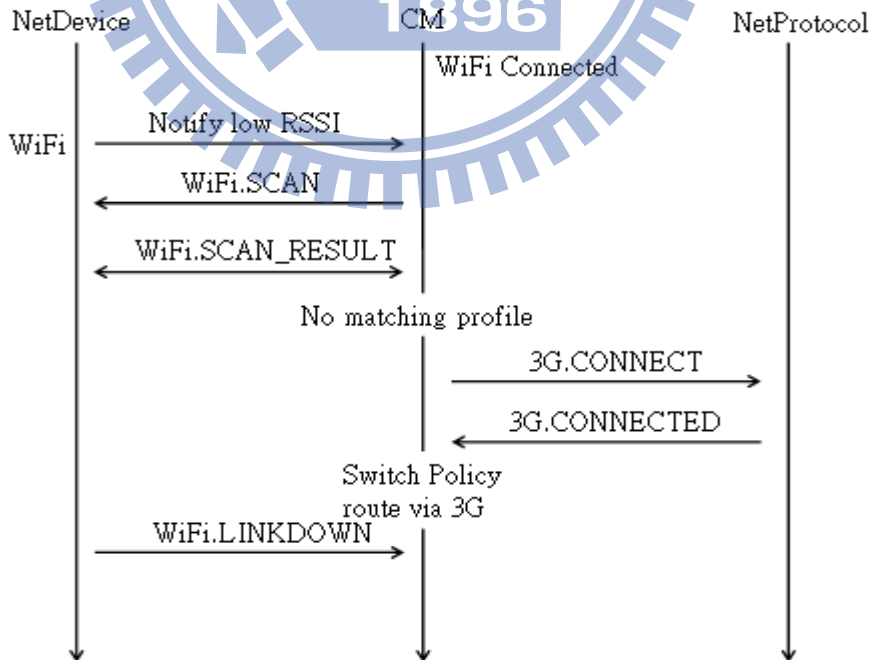 NetDevice
CM
NetProtocol
1896
WiFi Connected
Notify low RSSI
WiFi
WiFi.SCAN
WiFi.SCAN_RESULT
No matching profile
3G.CONNECT
3G.CONNECTED
Switch Policy
route via 3G
WiFi.LINKDOWN